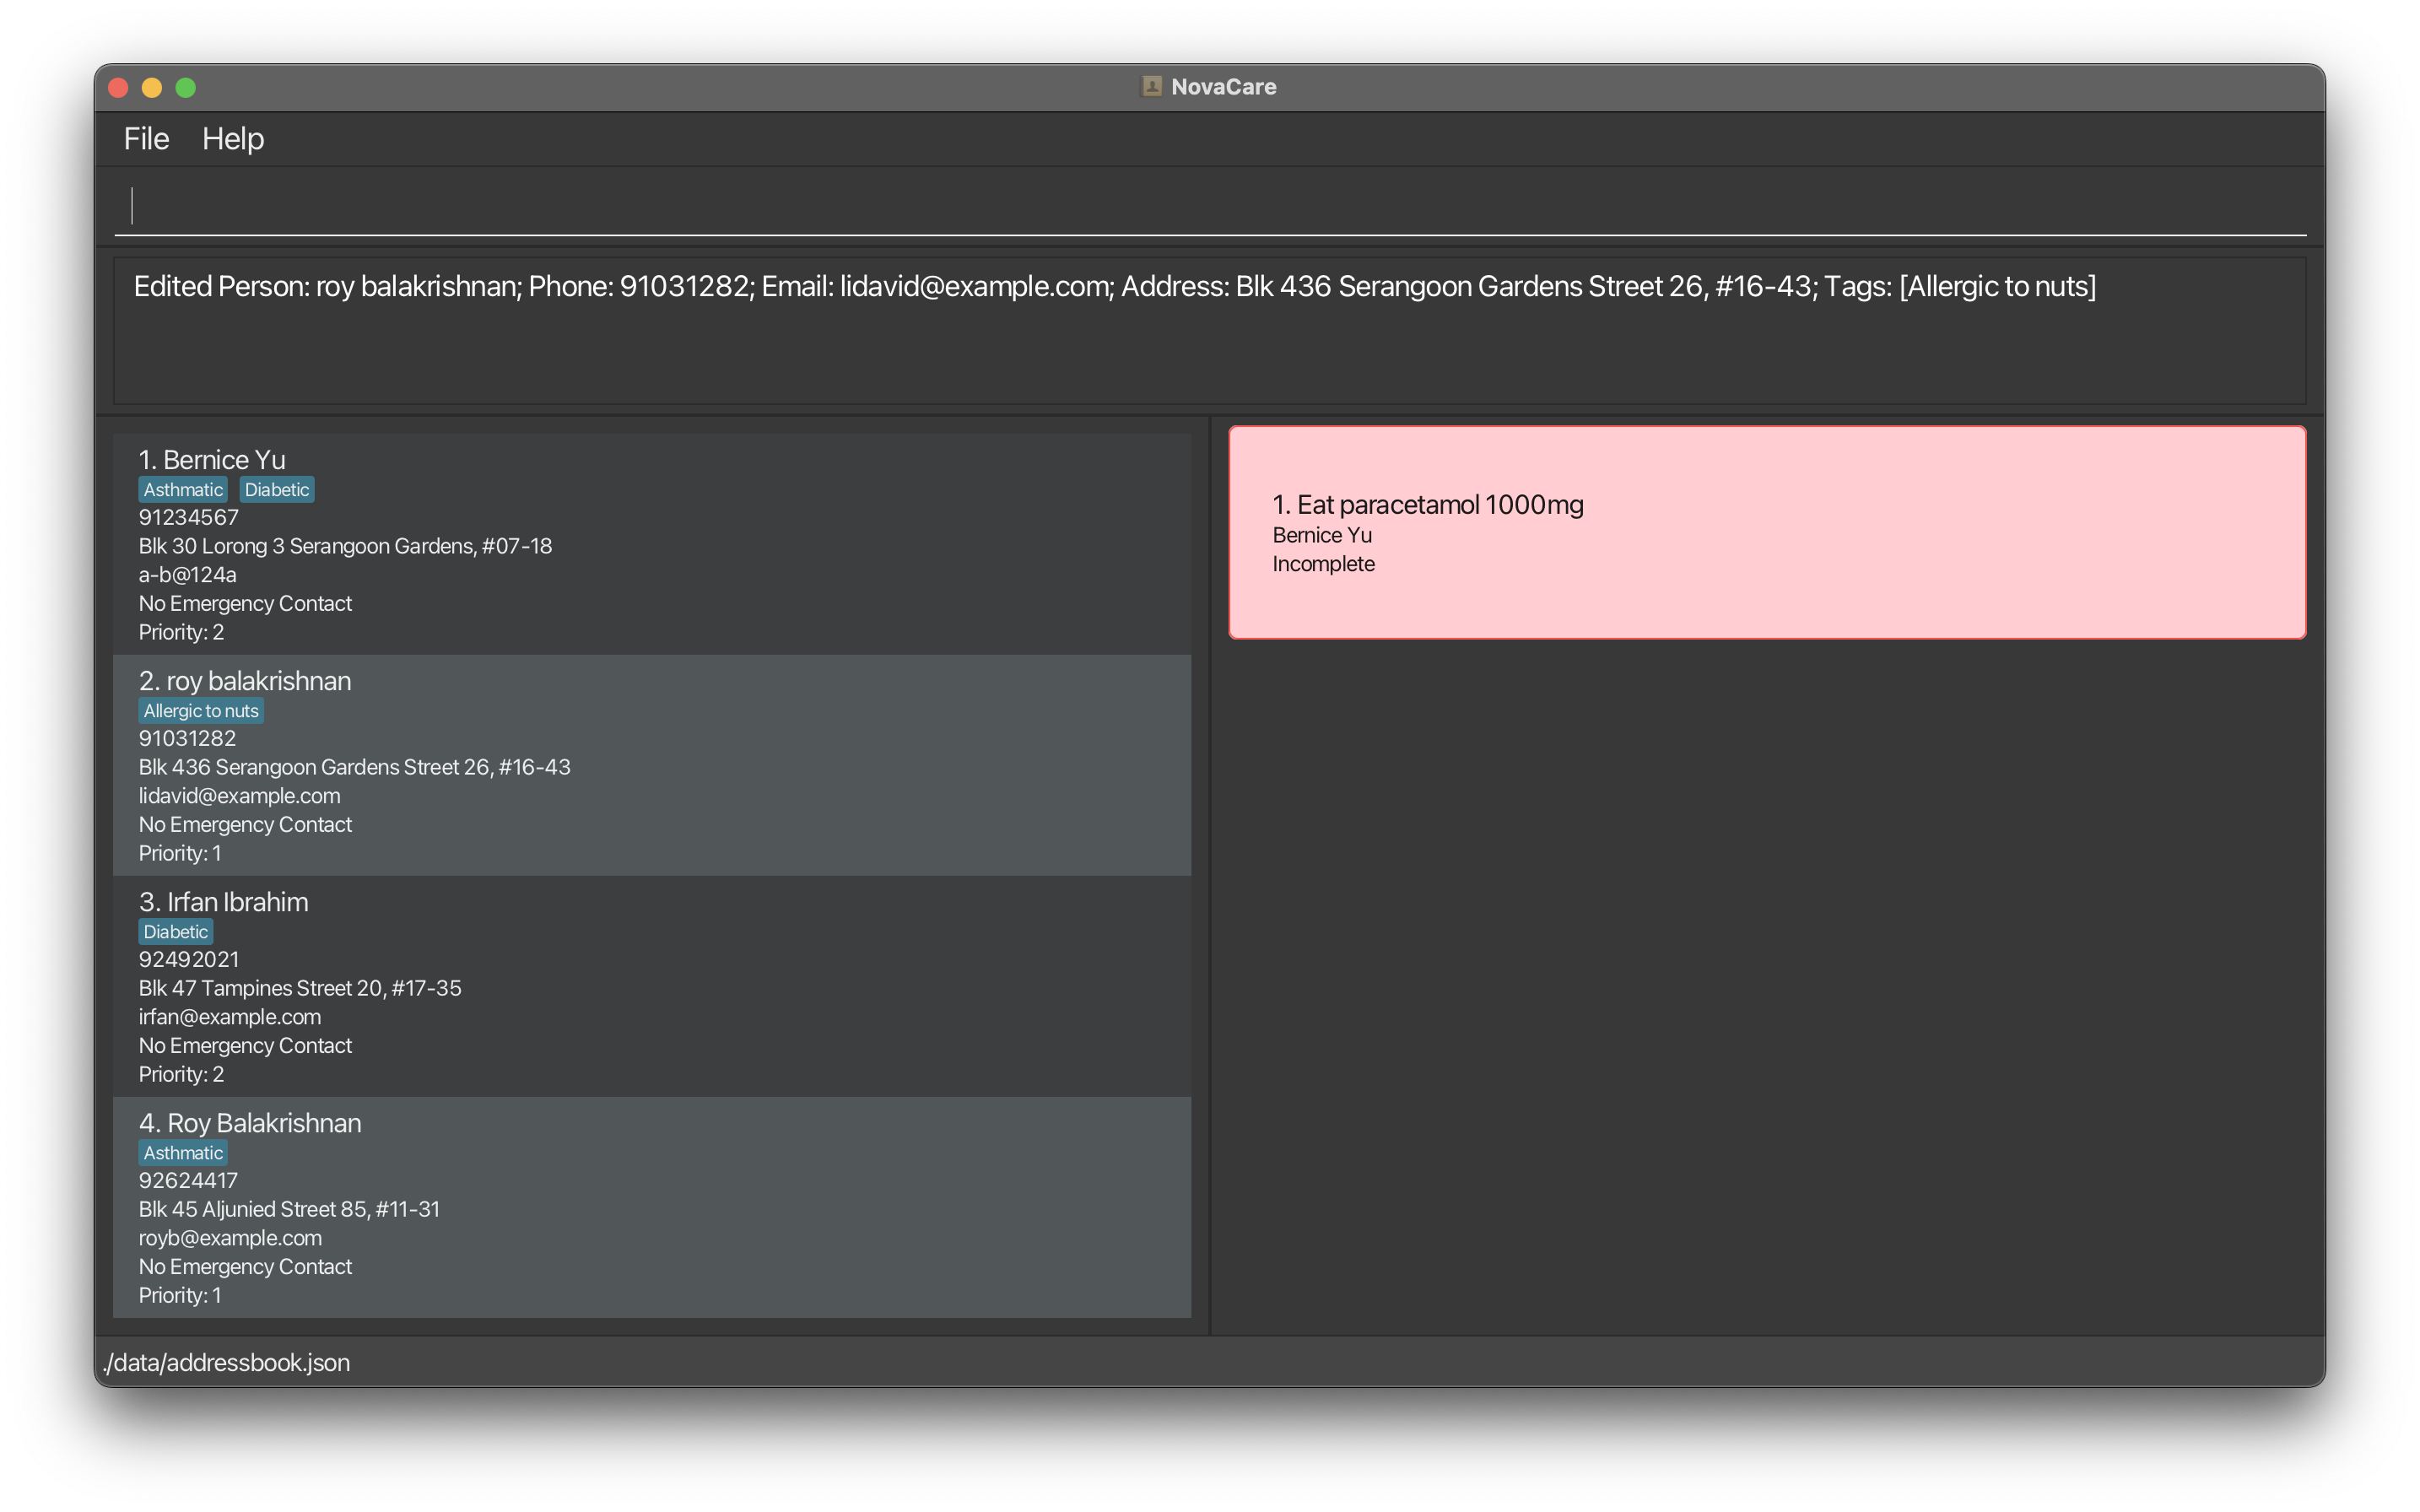 NovaCare
File Help
Edited Person: roy balakrishnan; Phone: 91031282; Email: lidavid@example.com; Address: Blk 436 Serangoon Gardens Street 26, #16-43; Tags: [Allergic to nuts]
1. Bernice Yu
Asthmatic Diabetic
91234567
Blk 30 Lorong 3 Serangoon Gardens, #07-18
a-b@124a
No Emergency Contact
Priority: 2
2. roy balakrishnan
Allergic to nuts
91031282
Blk 436 Serangoon Gardens Street 26, #16-43
lidavid@example.com
No Emergency Contact
Priority: 1
3. Irfan Ibrahim
Diabetic
92492021
Blk 47 Tampines Street 20, #17-35
irfan@example.com
No Emergency Contact
Priority: 2
4. Roy Balakrishnan
Asthmatic
92624417
Blk 45 Aljunied Street 85, #11-31
royb@example.com
No Emergency Contact
Priority: 1
1. Eat paracetamol 1000mg
Bernice Yu
Incomplete
./data/addressbook.json